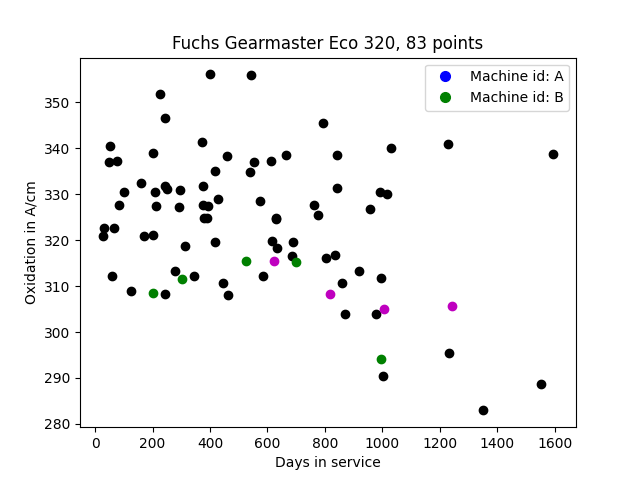 Fuchs Gearmaster Eco 320, 83 points
Machine id: A
Machine id: B
Oxidation in A/cm
350
340
330
320
310
300
290
280
0 200 400 600 800 1000 1200 1400 1600
Days in service